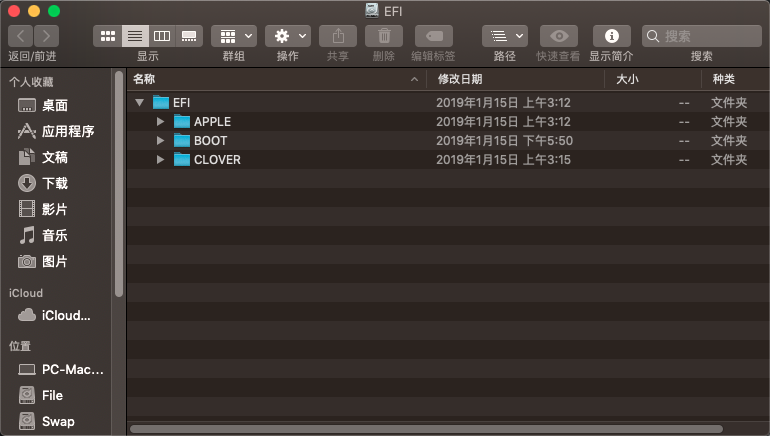 EFI
返回/前进 显示 群组 操作 共享 删除 编辑标签 路径 快速查看 显示简介 搜索
搜索
个人收藏
桌面
应用程序
文稿
下载
影片
音乐
图片
iCloud
iCloud...
位置
PC-Mac...
File
Swap
名称 修改日期 大小 种类
EFI 2019年1月15日 上午3:12 -- 文件夹
APPLE 2019年1月15日 上午3:12 -- 文件夹
BOOT 2019年1月15日 下午5:50 -- 文件夹
CLOVER 2019年1月15日 上午3:15 -- 文件夹